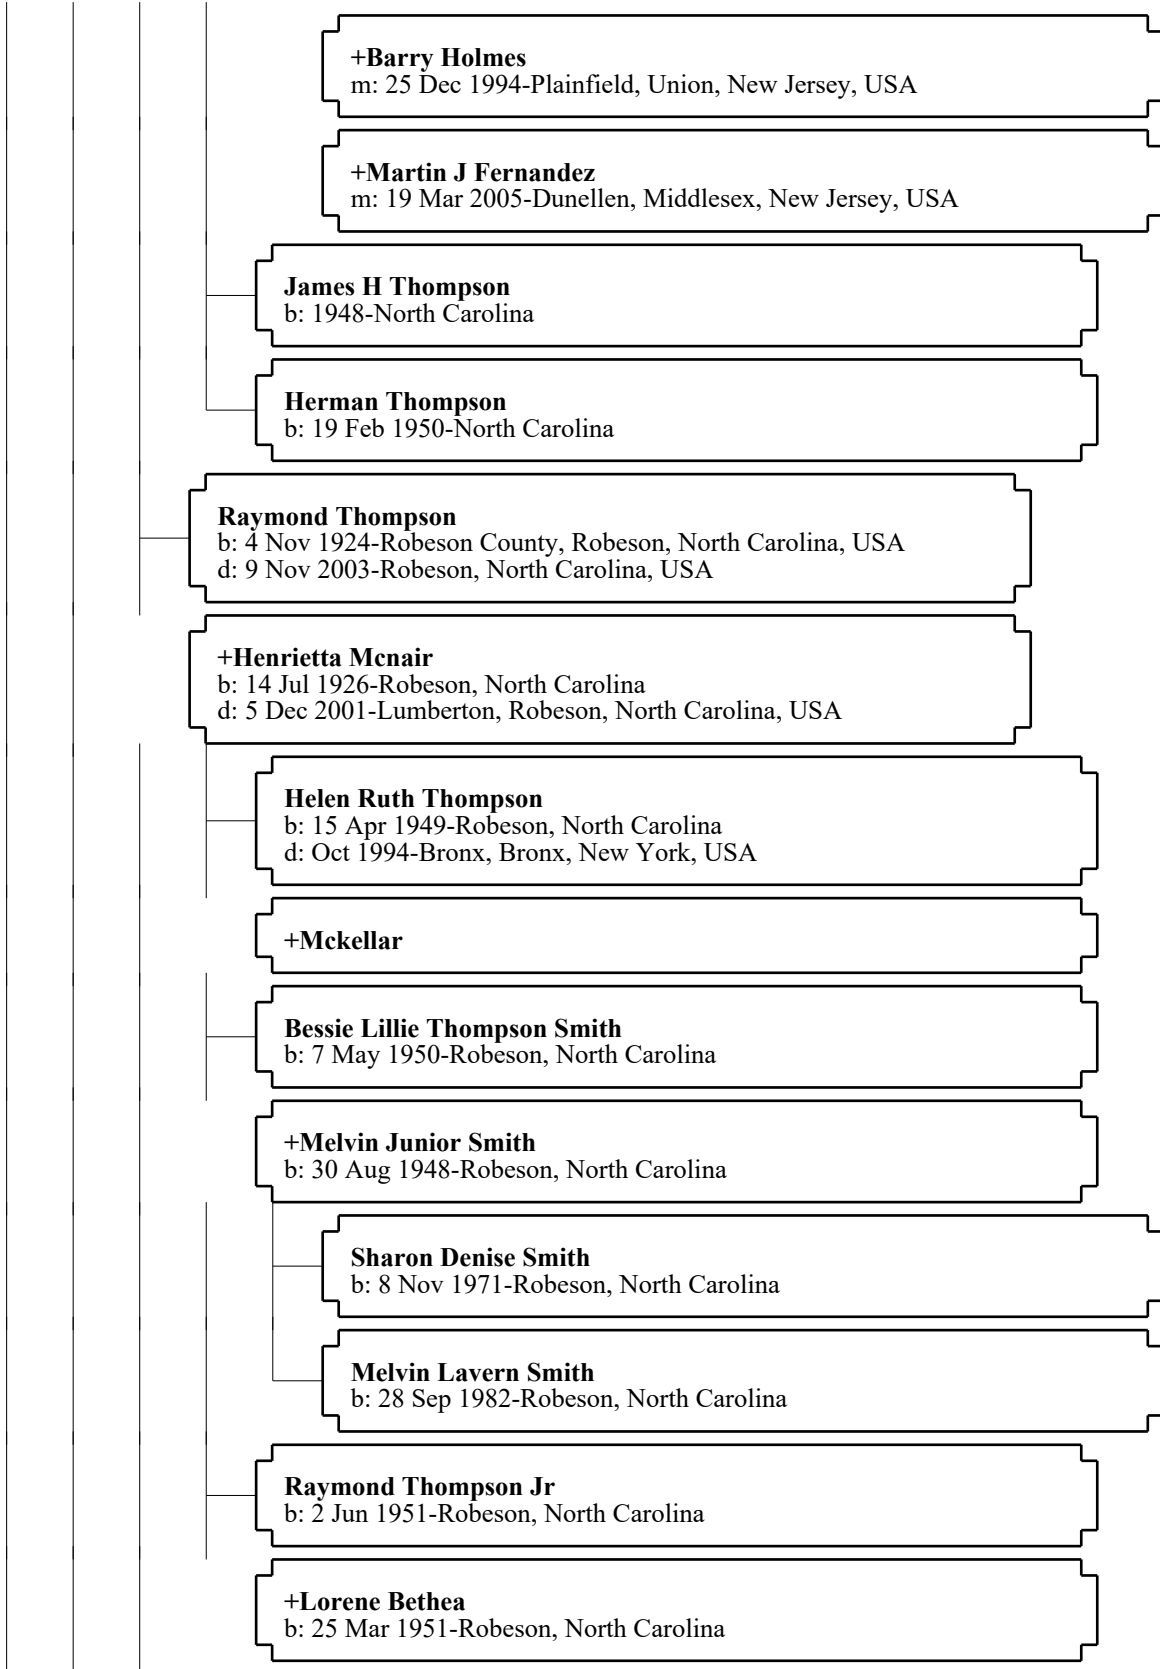 +Barry Holmes
m: 25 Dec 1994-Plainfield, Union, New Jersey, USA
+Martin J Fernandez
m: 19 Mar 2005-Dunellen, Middlesex, New Jersey, USA
James H Thompson
b: 1948-North Carolina
Herman Thompson
b: 19 Feb 1950-North Carolina
Raymond Thompson
b: 4 Nov 1924-Robeson County, Robeson, North Carolina, USA
d: 9 Nov 2003-Robeson, North Carolina, USA
+Henrietta Mcnair
b: 14 Jul 1926-Robeson, North Carolina
d: 5 Dec 2001-Lumberton, Robeson, North Carolina, USA
Helen Ruth Thompson
b: 15 Apr 1949-Robeson, North Carolina
d: Oct 1994-Bronx, Bronx, New York, USA
+Mckellar
Bessie Lillie Thompson Smith
b: 7 May 1950-Robeson, North Carolina
+Melvin Junior Smith
b: 30 Aug 1948-Robeson, North Carolina
Sharon Denise Smith
b: 8 Nov 1971-Robeson, North Carolina
Melvin Lavern Smith
b: 28 Sep 1982-Robeson, North Carolina
Raymond Thompson Jr
b: 2 Jun 1951-Robeson, North Carolina
+Lorene Bethea
b: 25 Mar 1951-Robeson, North Carolina